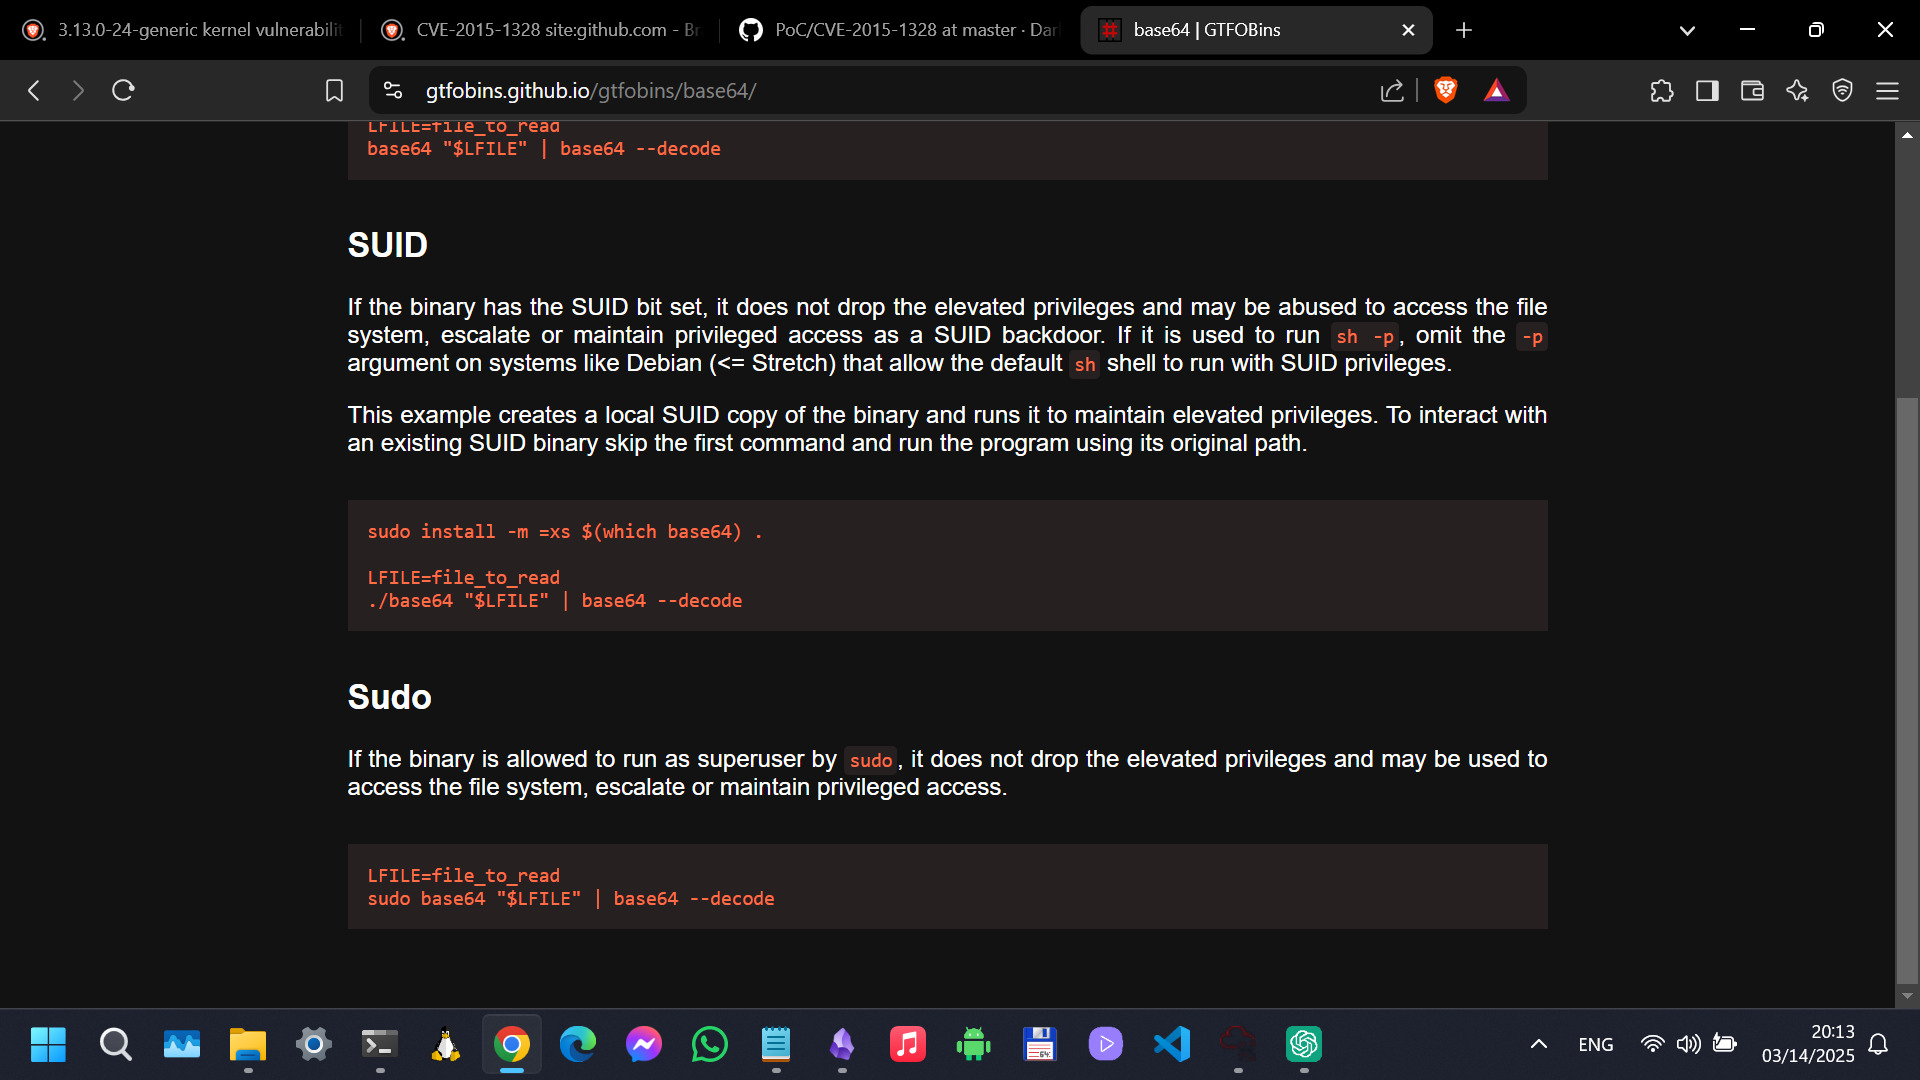 3.13.0-24-generic kernel vulnerabilit
CVE-2015-1328 site:github.com - Br
PoC/CVE-2015-1328 at master · Dar
base64 | GTFOBins
gtfobins.github.io/gtfobins/base64/
LFILE=file_to_read
base64 "$LFILE" | base64 --decode
SUID
If the binary has the SUID bit set, it does not drop the elevated privileges and may be abused to access the file
system, escalate or maintain privileged access as a SUID backdoor. If it is used to run sh -p, omit the -p
argument on systems like Debian (<= Stretch) that allow the default sh shell to run with SUID privileges.
This example creates a local SUID copy of the binary and runs it to maintain elevated privileges. To interact with
an existing SUID binary skip the first command and run the program using its original path.
sudo install -m =xs $(which base64) .
LFILE=file_to_read
./base64 "$LFILE" | base64 --decode
Sudo
If the binary is allowed to run as superuser by sudo, it does not drop the elevated privileges and may be used to
access the file system, escalate or maintain privileged access.
LFILE=file_to_read
sudo base64 "$LFILE" | base64 --decode
64
ENG
20:13
03/14/2025